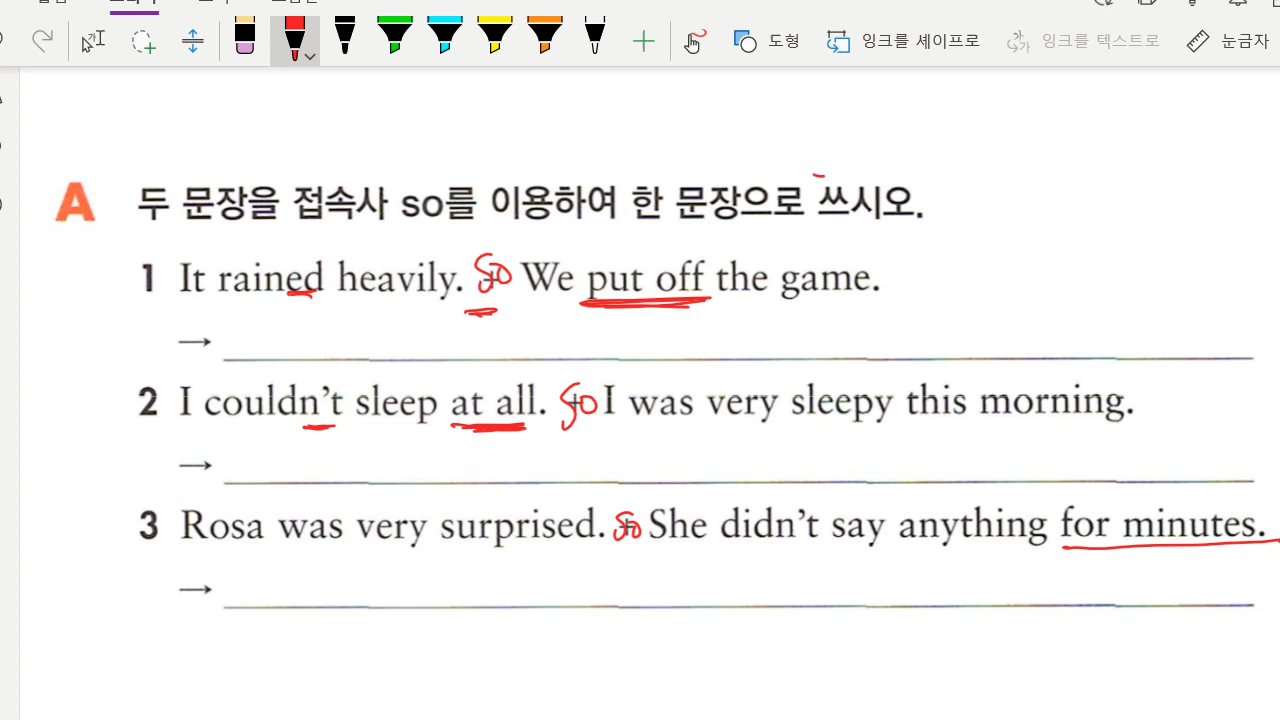 도형 잉크를 셰이프로 잉크를 텍스트로 눈금자
A 두 문장을 접속사 so를 이용하여 한 문장으로 쓰시오.
1 It rained heavily. so We put off the game.
→
2 I couldn't sleep at all. so I was very sleepy this morning.
→
3 Rosa was very surprised. so She didn't say anything for minutes.
→